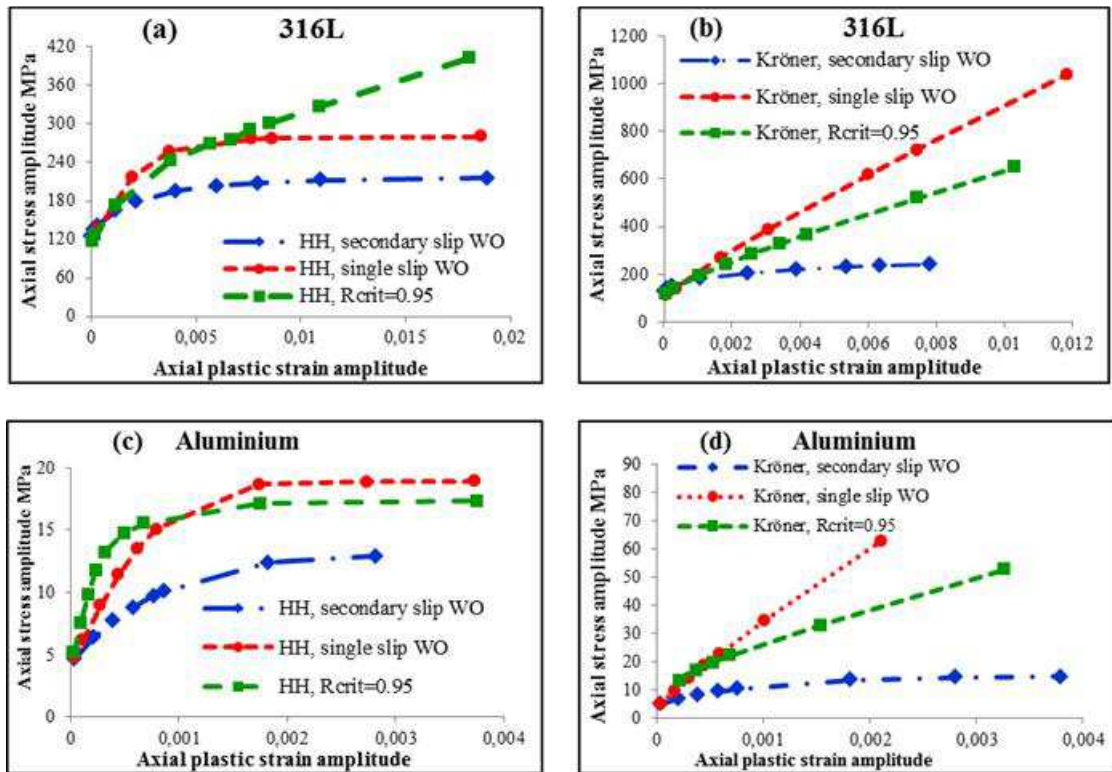 (a) 316L
Axial stress amplitude MPa
420
360
300
240
180
120
60
0
HH, secondary slip WO
HH, single slip WO
HH, Rcrit=0.95
0 0,005 0,01 0,015 0,02
Axial plastic strain amplitude
(b) 316L
Axial stress amplitude MPa
1200
1000
800
600
400
200
0
Kröner, secondary slip WO
Kröner, single slip WO
Kröner, Rcrit=0.95
0 0,002 0,004 0,006 0,008 0,01 0,012
Axial plastic strain amplitude
(c) Aluminium
Axial stress amplitude MPa
20
15
10
5
0
HH, secondary slip WO
HH, single slip WO
HH, Rcrit=0.95
0 0,001 0,002 0,003 0,004
Axial plastic strain amplitude
(d) Aluminium
Axial stress amplitude MPa
90
80
70
60
50
40
30
20
10
0
Kröner, secondary slip WO
Kröner, single slip WO
Kröner, Rcrit=0.95
0 0,001 0,002 0,003 0,004
Axial plastic strain amplitude